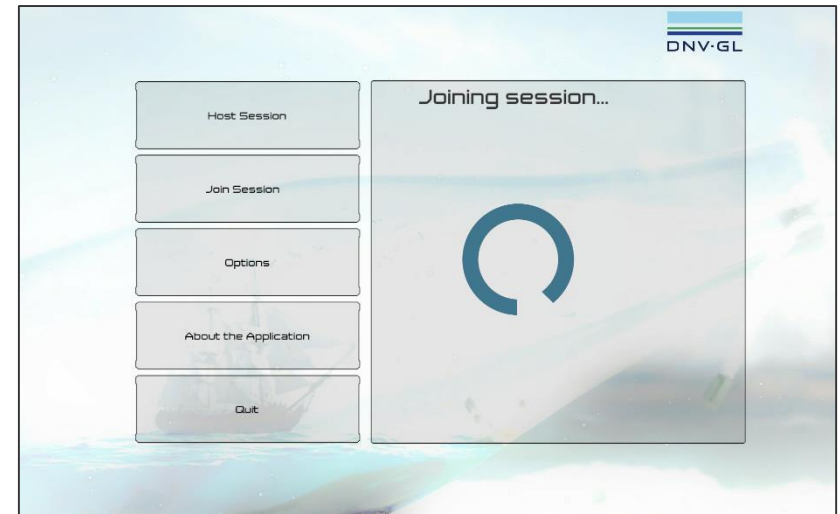 DNV·GL
Host Session
Joining session...
Join Session
Options
About the Application
Quit